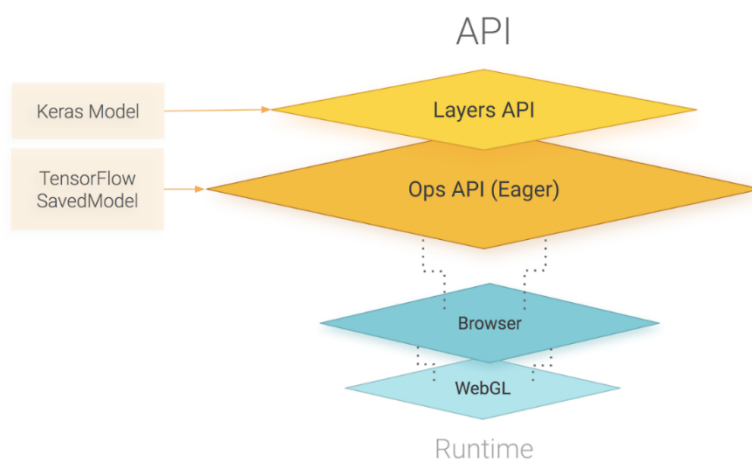 API
Keras Model
Layers API
TensorFlow
SavedModel
Ops API (Eager)
Browser
WebGL
Runtime